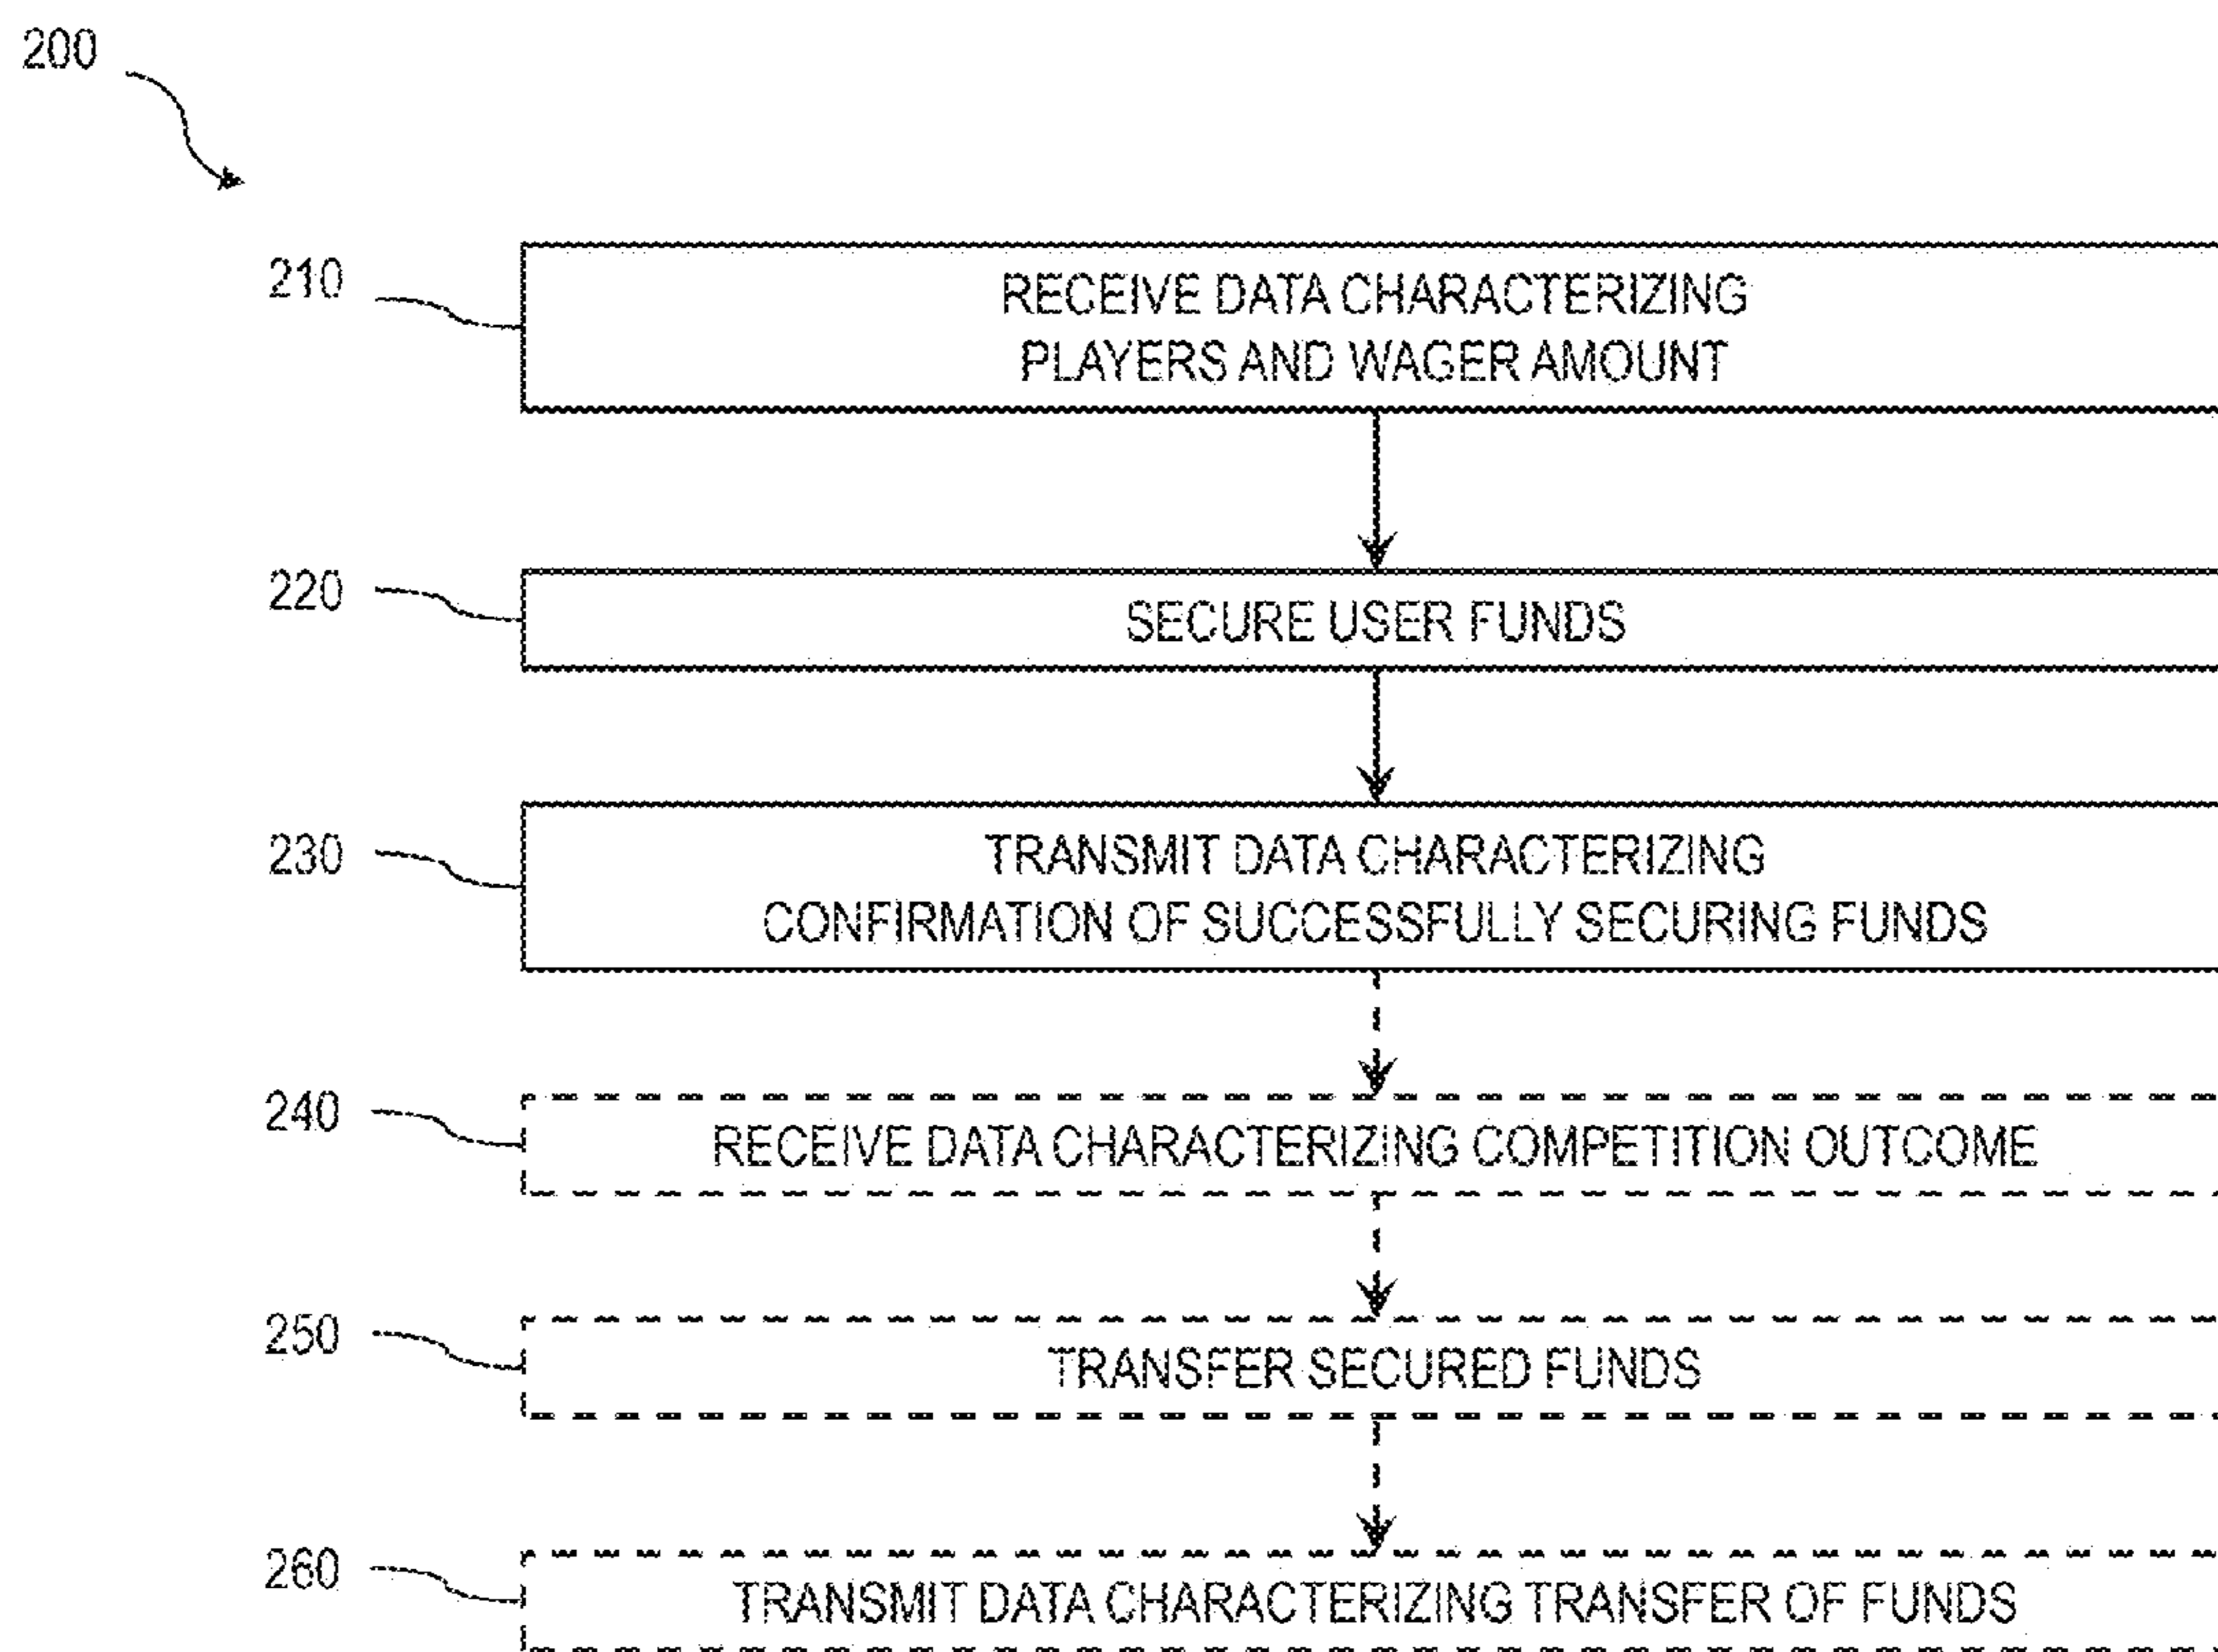 200
210
RECEIVE DATA CHARACTERIZING
PLAYERS AND WAGER AMOUNT
220
SECURE USER FUNDS
230
TRANSMIT DATA CHARACTERIZING
CONFIRMATION OF SUCCESSFULLY SECURING FUNDS
240
RECEIVE DATA CHARACTERIZING COMPETITION OUTCOME
250
TRANSFER SECURED FUNDS
260
TRANSMIT DATA CHARACTERIZING TRANSFER OF FUNDS